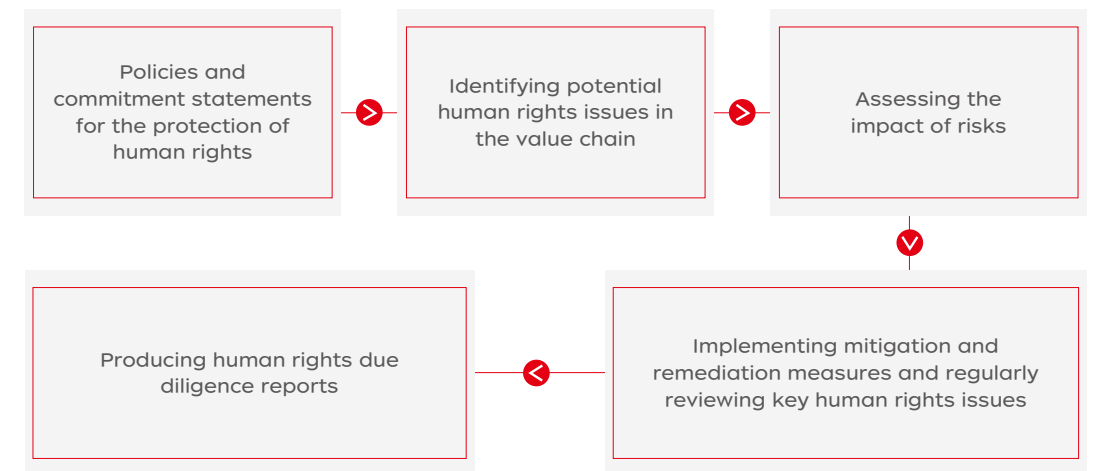 Policies and
commitment statements
for the protection of
human rights
Identifying potential
human rights issues in
the value chain
Assessing the
impact of risks
Implementing mitigation and
remediation measures and regularly
reviewing key human rights issues
Producing human rights due
diligence reports